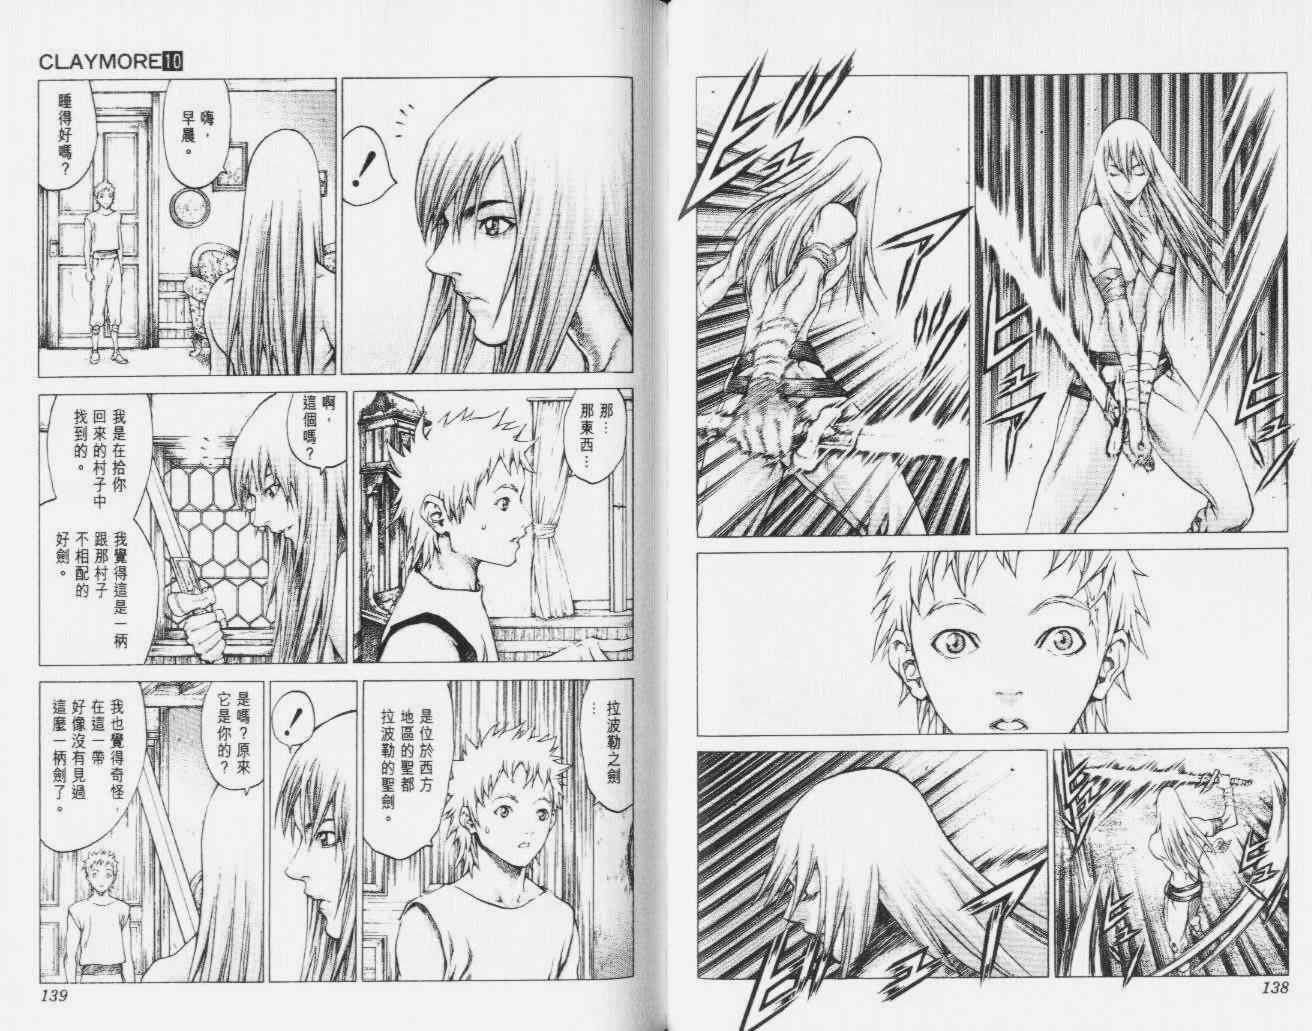 CLAYMORE 10
嗨，
早晨。
睡得好嗎？
！
那…
那東西…
啊，
這個嗎？
我是在拾你
回來的村子中
找到的。
我覺得這是一柄
跟那村子
不相配的
好劍。
拉波勒之劍
…
是位於西方
地區的聖都
拉波勒的聖劍。
！
是嗎？原來
它是你的？
我也覺得奇怪，
在這一帶
好像沒有見過
這麼一柄劍了。
139
138